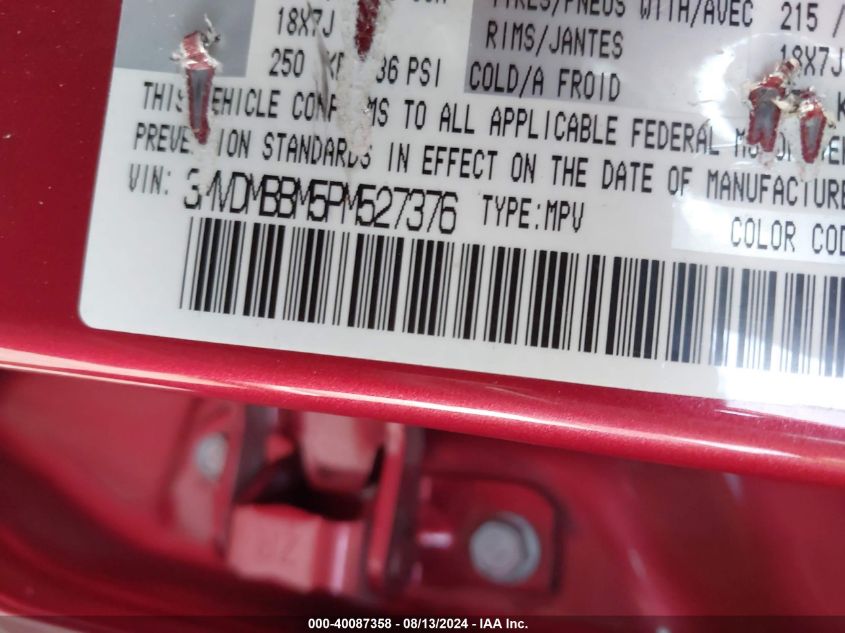 18X7J
250 PSI
TIRES/PNEUS WITH/AVEC 215 /
RIMS/JANTES 18X7J
COLD/A FROID
THIS VEHICLE CONFORMS TO ALL APPLICABLE FEDERAL MOTOR
PREVENTION STANDARDS IN EFFECT ON THE DATE OF MANUFACTURE
VIN: 3MVDMBBM5PM527376 TYPE:MPV
COLOR COD
000-40087358 - 08/13/2024 - IAA Inc.